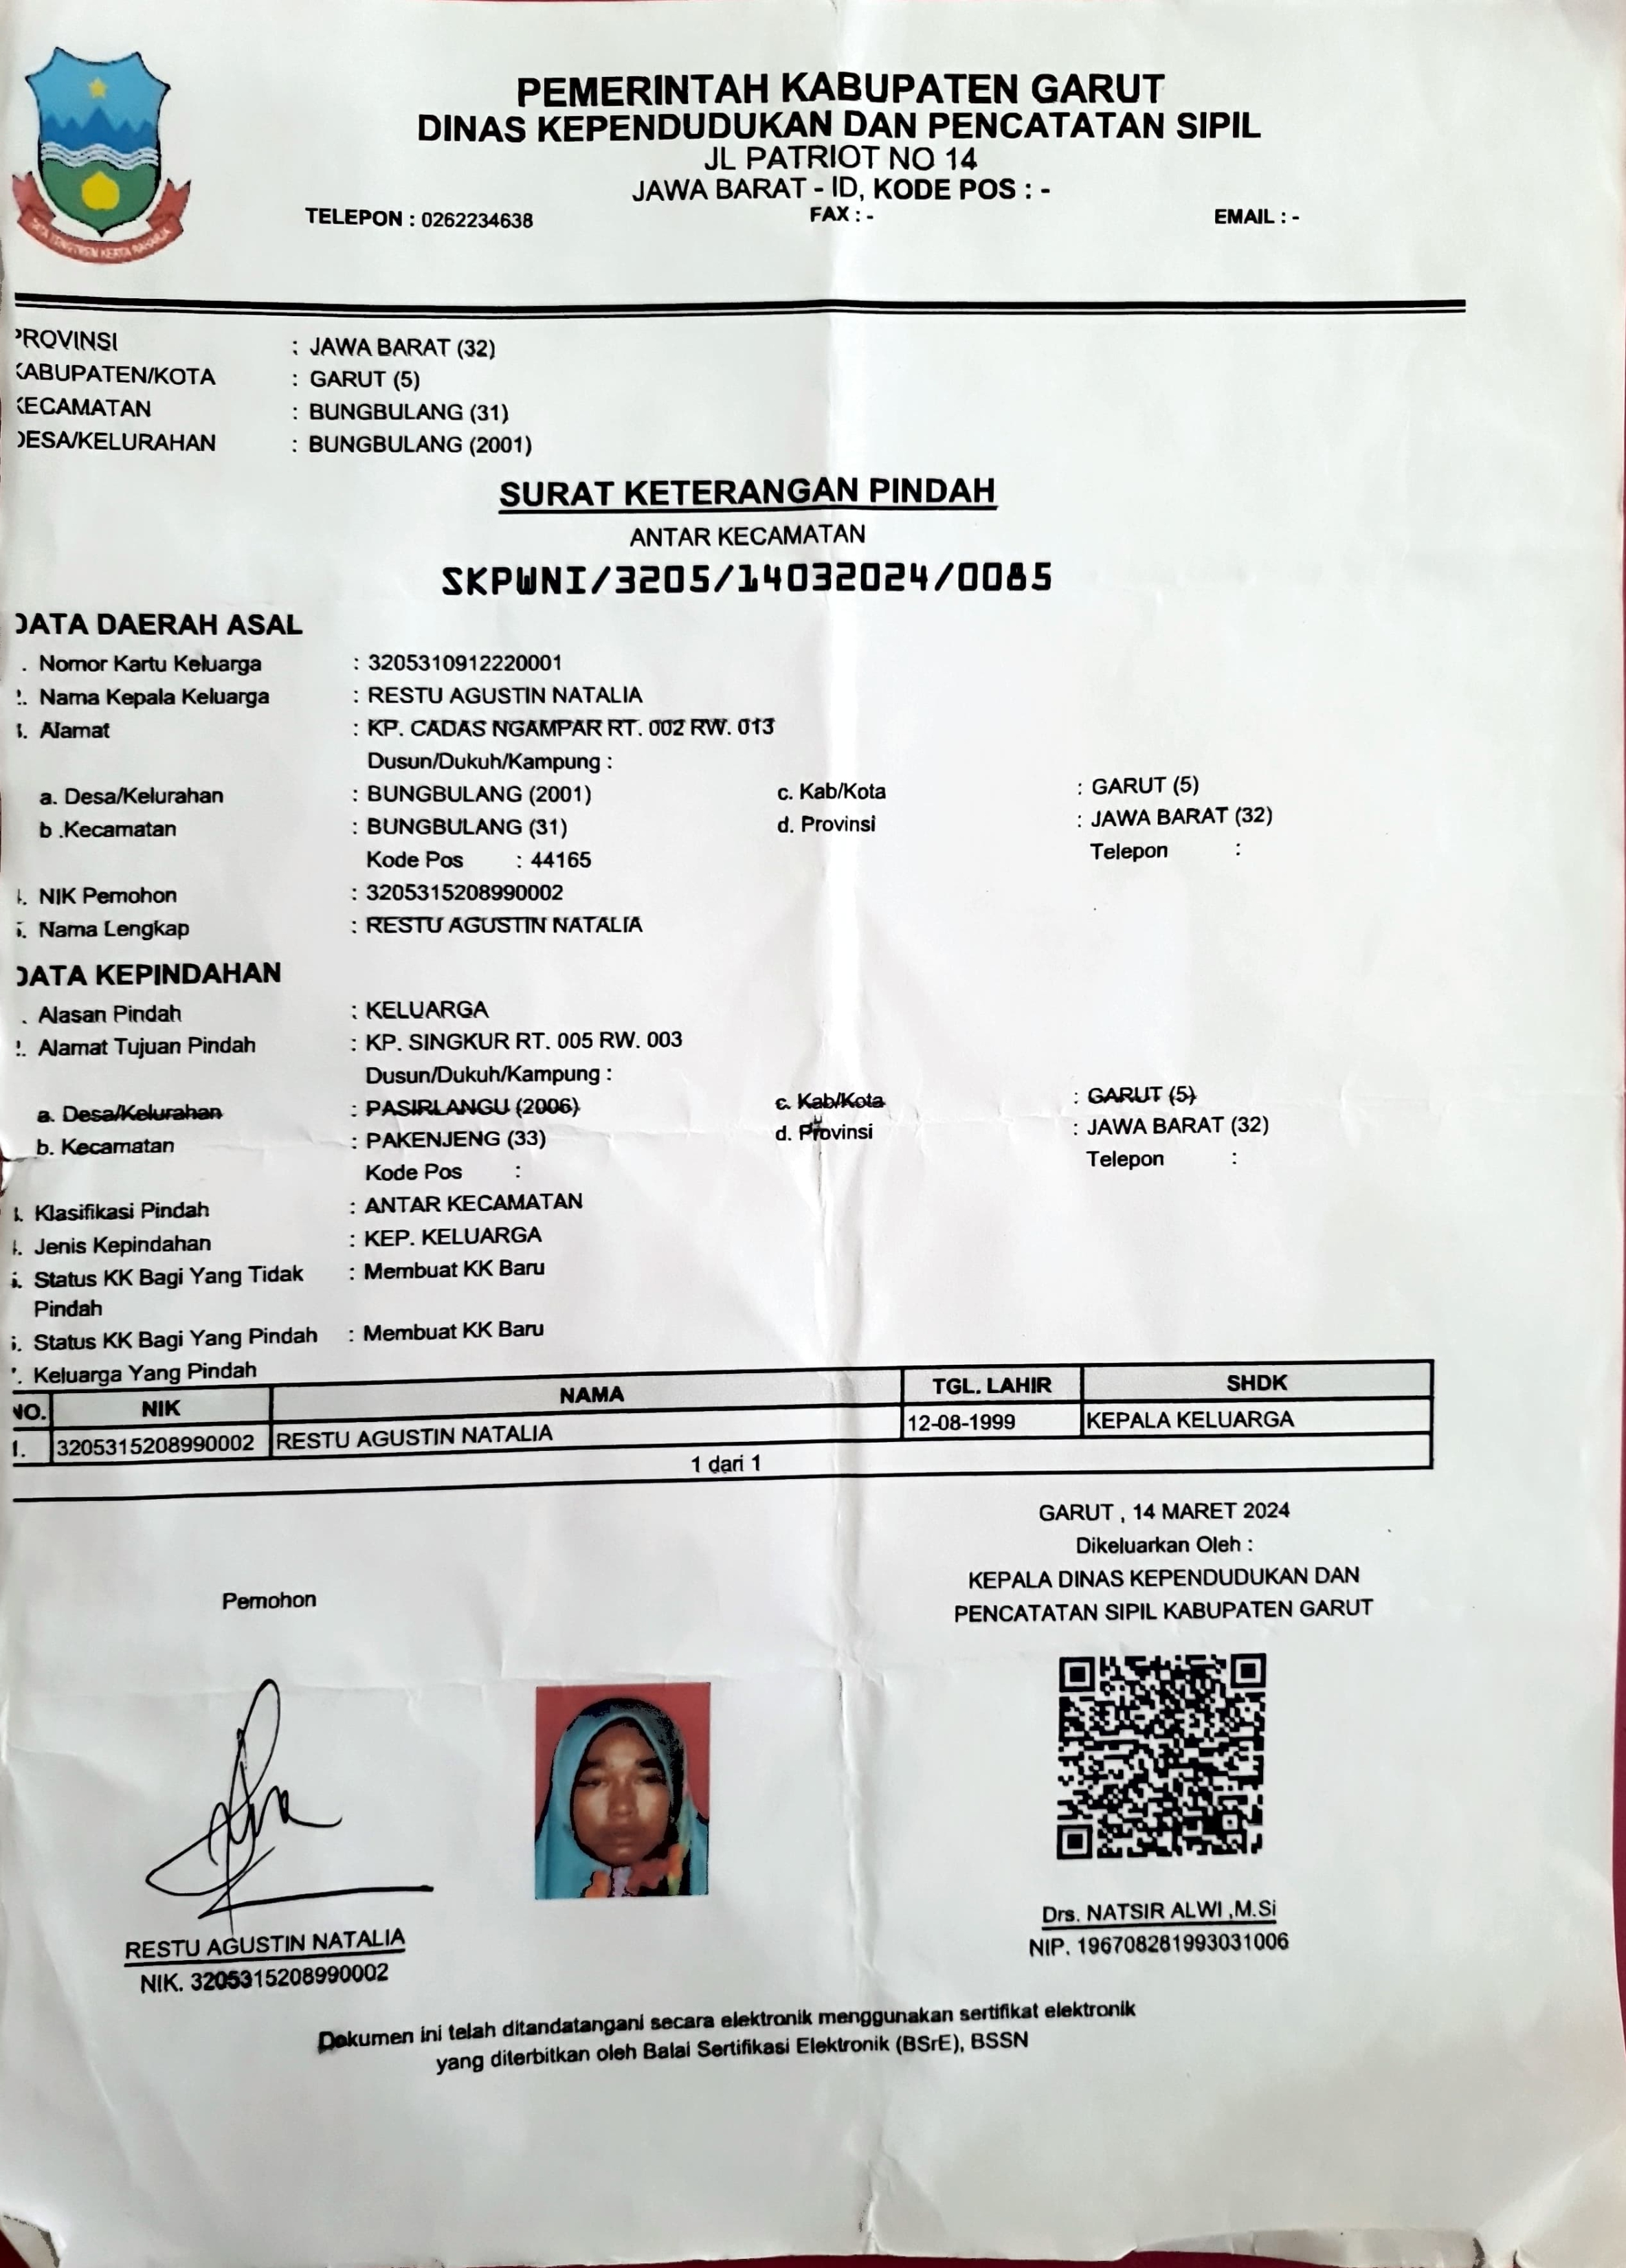 PEMERINTAH KABUPATEN GARUT
DINAS KEPENDUDUKAN DAN PENCATATAN SIPIL
JL PATRIOT NO 14
JAWA BARAT - ID, KODE POS : -
TELEPON : 0262234638 FAX : - EMAIL : -
PROVINSI : JAWA BARAT (32)
KABUPATEN/KOTA : GARUT (5)
KECAMATAN : BUNGBULANG (31)
DESA/KELURAHAN : BUNGBULANG (2001)
SURAT KETERANGAN PINDAH
ANTAR KECAMATAN
SKPWNI/3205/14032024/0085
DATA DAERAH ASAL
. Nomor Kartu Keluarga : 3205310912220001
2. Nama Kepala Keluarga : RESTU AGUSTIN NATALIA
3. Alamat : KP. CADAS NGAMPAR RT. 002 RW. 013
Dusun/Dukuh/Kampung :
a. Desa/Kelurahan : BUNGBULANG (2001) c. Kab/Kota : GARUT (5)
b .Kecamatan : BUNGBULANG (31) d. Provinsi : JAWA BARAT (32)
Kode Pos : 44165 Telepon :
4. NIK Pemohon : 3205315208990002
5. Nama Lengkap : RESTU AGUSTIN NATALIA
DATA KEPINDAHAN
. Alasan Pindah : KELUARGA
2. Alamat Tujuan Pindah : KP. SINGKUR RT. 005 RW. 003
Dusun/Dukuh/Kampung :
a. Desa/Kelurahan : PASIRLANGU (2006) c. Kab/Kota : GARUT (5)
b. Kecamatan : PAKENJENG (33) d. Provinsi : JAWA BARAT (32)
Kode Pos : Telepon :
3. Klasifikasi Pindah : ANTAR KECAMATAN
4. Jenis Kepindahan : KEP. KELUARGA
5. Status KK Bagi Yang Tidak : Membuat KK Baru
Pindah
6. Status KK Bagi Yang Pindah : Membuat KK Baru
7. Keluarga Yang Pindah
NO. NIK NAMA TGL. LAHIR SHDK
1. 3205315208990002 RESTU AGUSTIN NATALIA 12-08-1999 KEPALA KELUARGA
1 dari 1
GARUT , 14 MARET 2024
Dikeluarkan Oleh :
KEPALA DINAS KEPENDUDUKAN DAN
PENCATATAN SIPIL KABUPATEN GARUT
Pemohon
RESTU AGUSTIN NATALIA
NIK. 3205315208990002
Drs. NATSIR ALWI ,M.Si
NIP. 196708281993031006
Dokumen ini telah ditandatangani secara elektronik menggunakan sertifikat elektronik
yang diterbitkan oleh Balai Sertifikasi Elektronik (BSrE), BSSN